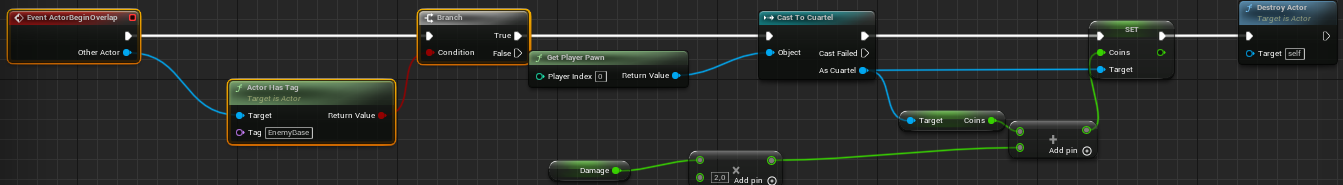 Event ActorBeginOverlap
Other Actor
Actor Has Tag
Target is Actor
Target
Return Value
Tag EnemyBase
Branch
True
Condition
False
Get Player Pawn
Player Index 0
Return Value
Cast To Cuartel
Object
Cast Failed
As Cuartel
Target
Coins
Damage
2,0
Add pin
Add pin
SET
Coins
Target
Destroy Actor
Target is Actor
Target self